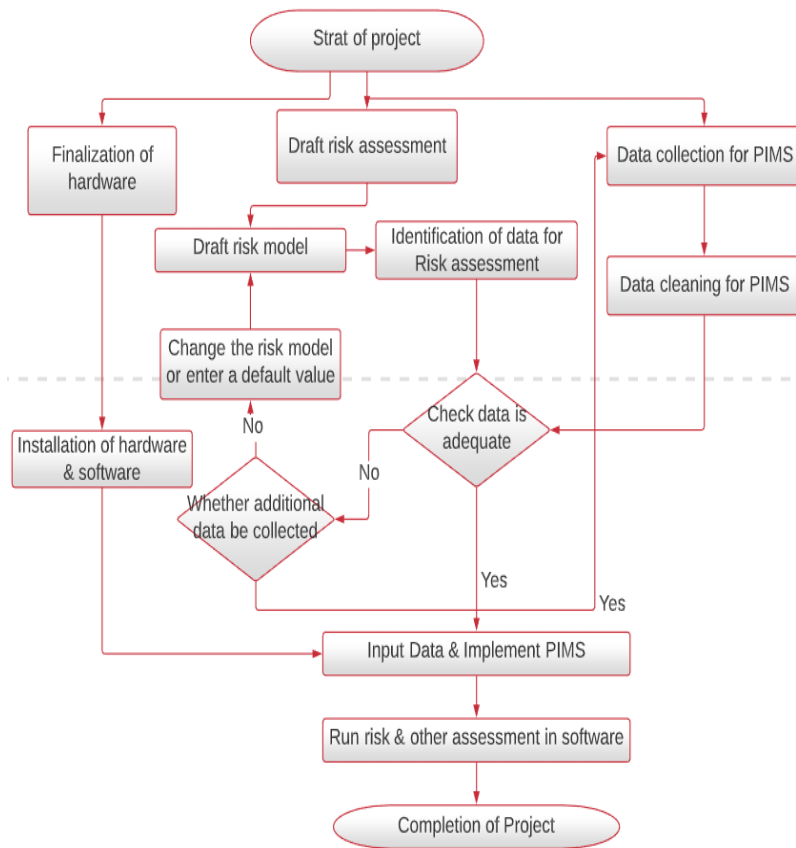 Strat of project
Finalization of
hardware
Draft risk assessment
Data collection for PIMS
Draft risk model
Identification of data for
Risk assessment
Data cleaning for PIMS
Change the risk model
or enter a default value
Check data is
adequate
No
Installation of hardware
& software
No
Whether additional
data be collected
Yes
Yes
Input Data & Implement PIMS
Run risk & other assessment in software
Completion of Project